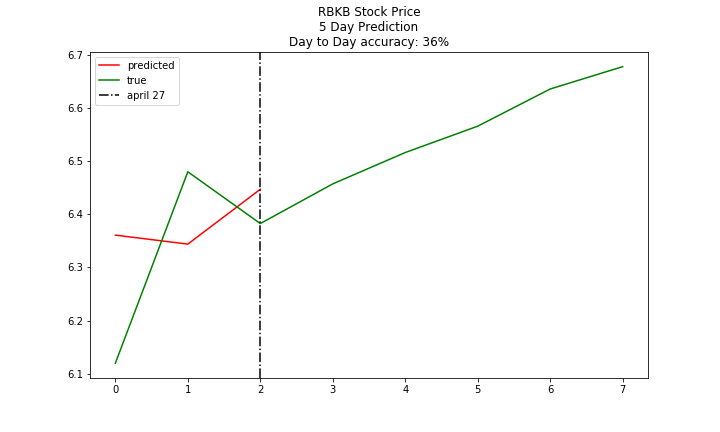 RBKB Stock Price
5 Day Prediction
Day to Day accuracy: 36%
predicted
true
april 27
6.7
6.6
6.5
6.4
6.3
6.2
6.1
0 1 2 3 4 5 6 7